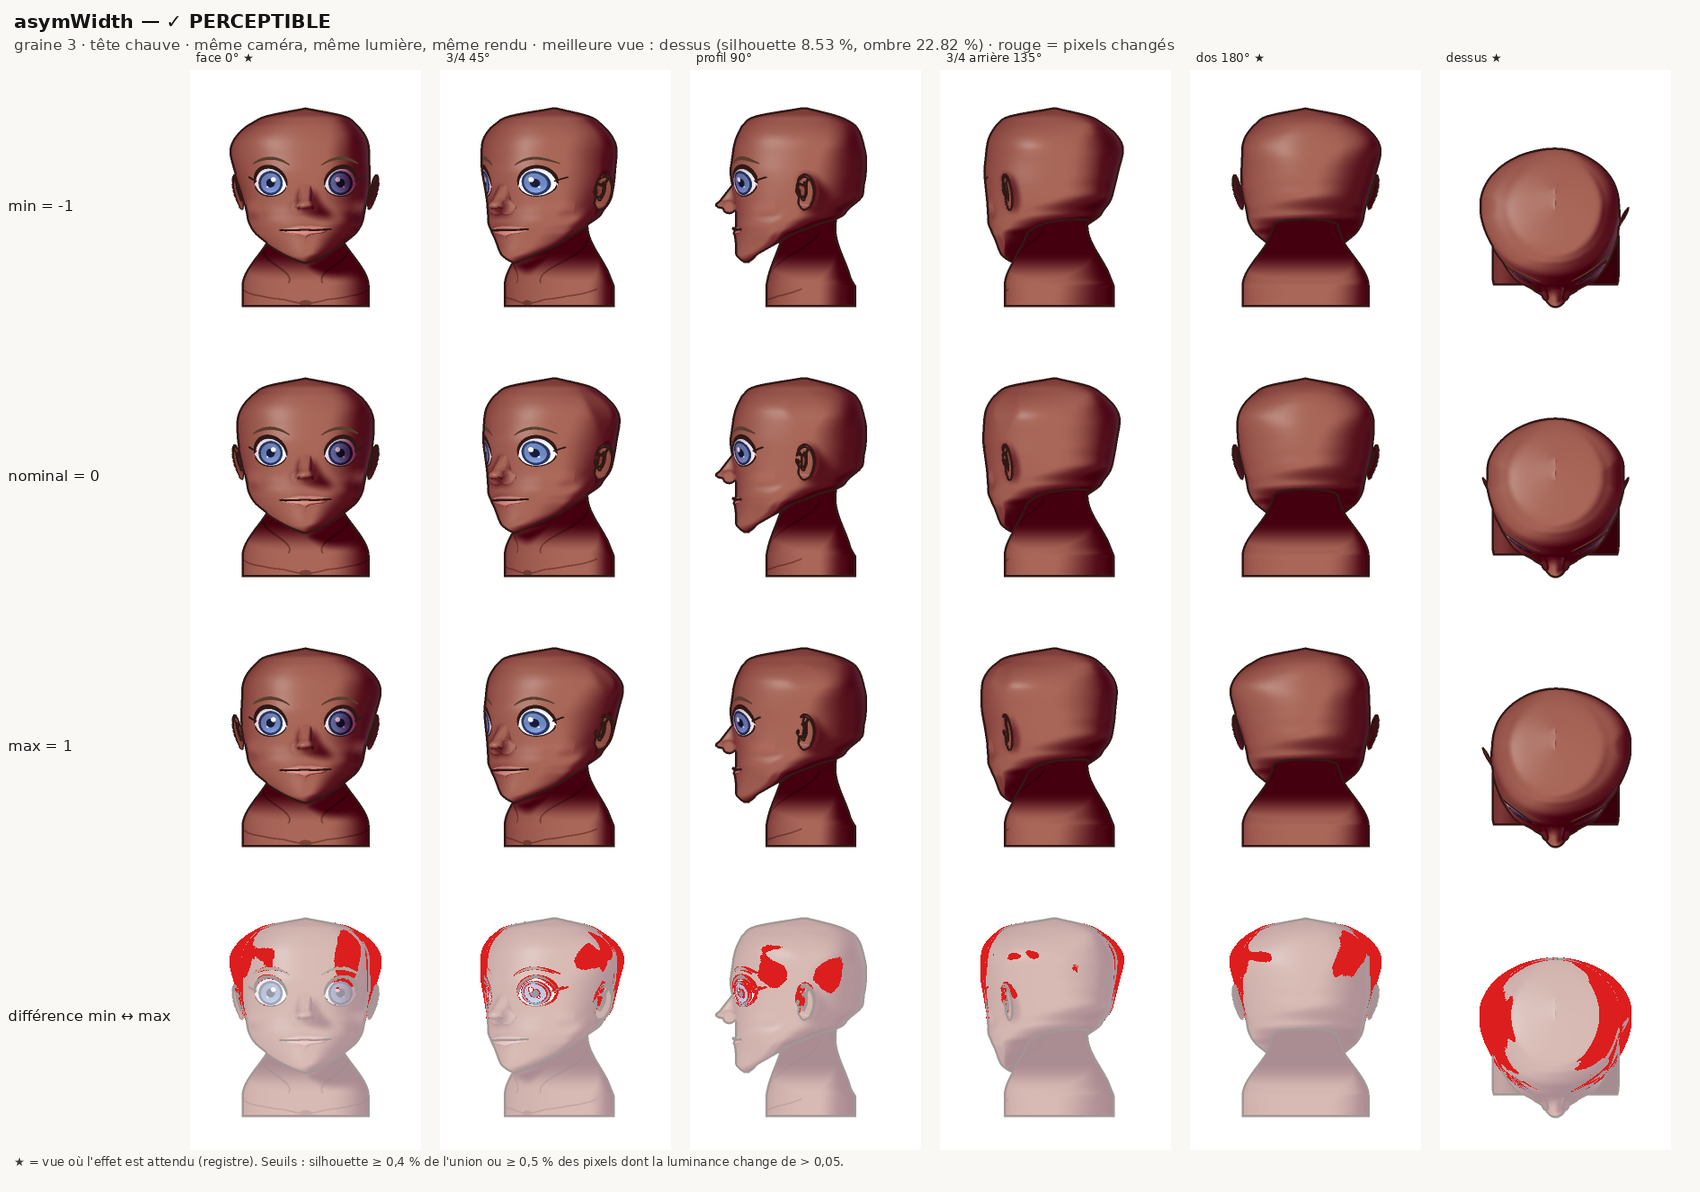 asymWidth — ✓ PERCEPTIBLE
graine 3 · tête chauve · même caméra, même lumière, même rendu · meilleure vue : dessus (silhouette 8.53 %, ombre 22.82 %) · rouge = pixels changés
face 0° ★
3/4 45°
profil 90°
3/4 arrière 135°
dos 180° ★
dessus ★
min = -1
nominal = 0
max = 1
différence min ↔ max
★ = vue où l'effet est attendu (registre). Seuils : silhouette ≥ 0,4 % de l'union ou ≥ 0,5 % des pixels dont la luminance change de > 0,05.